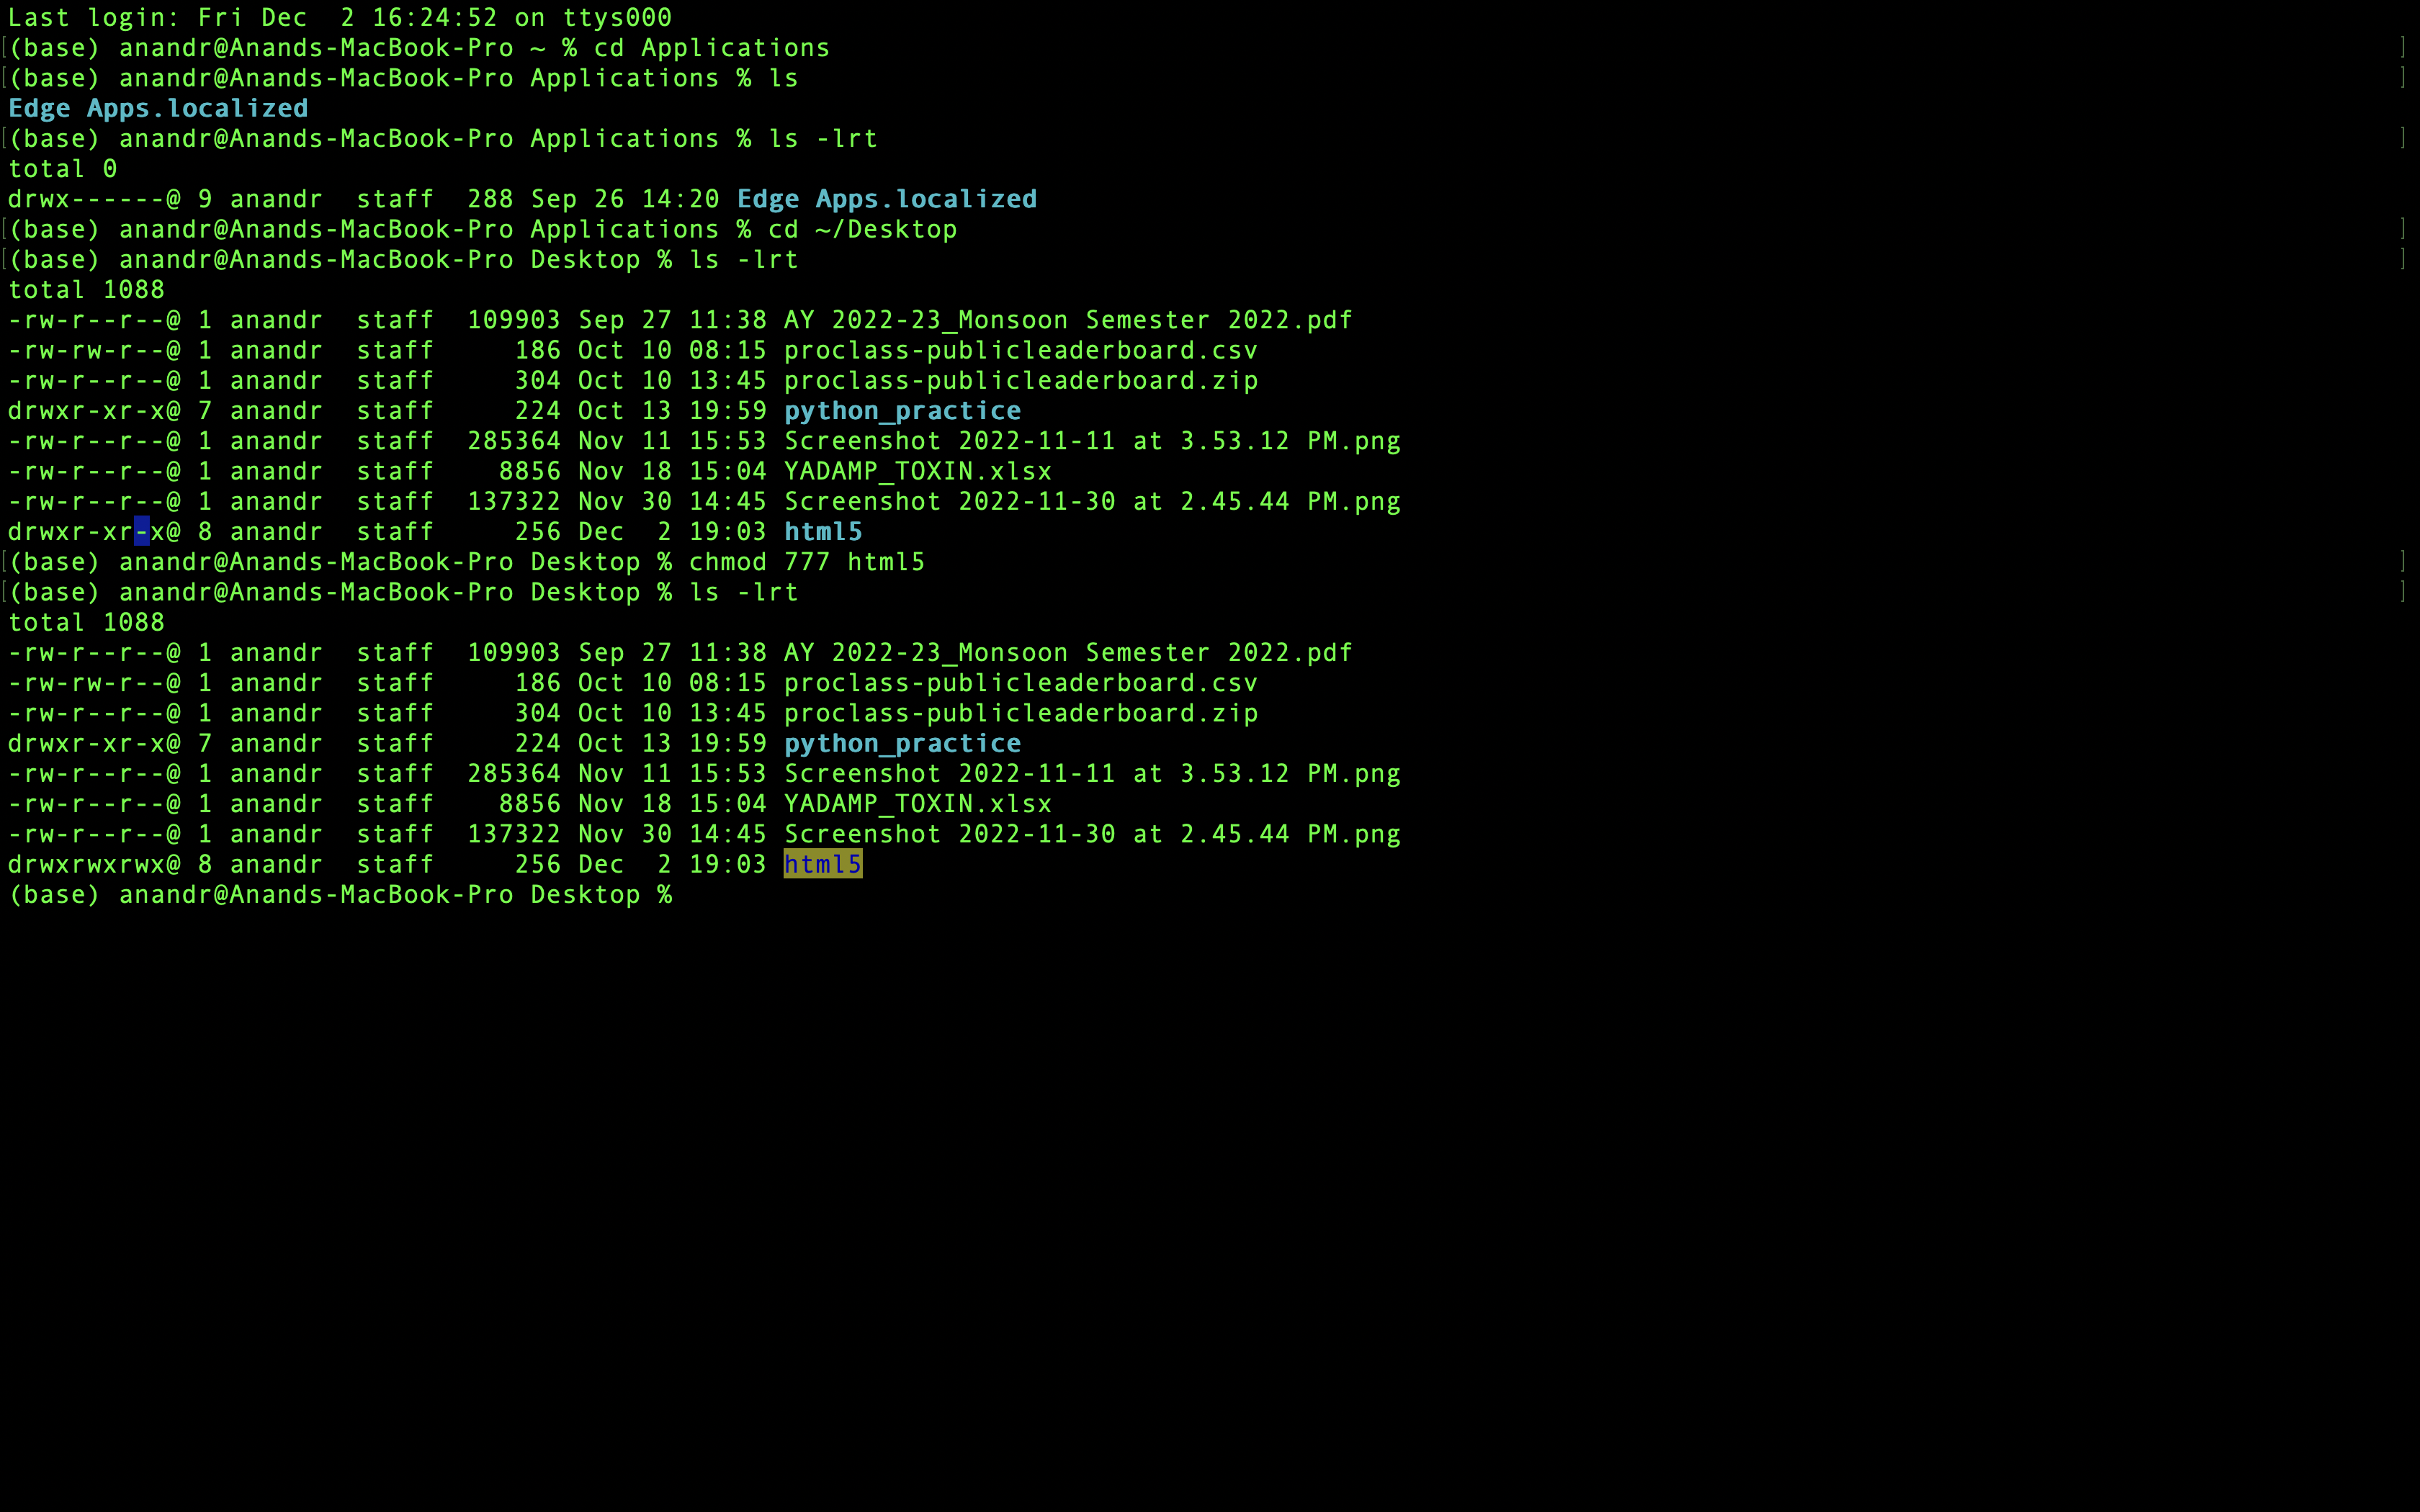 Last login: Fri Dec  2 16:24:52 on ttys000
[(base) anandr@Anands-MacBook-Pro ~ % cd Applications ]
[(base) anandr@Anands-MacBook-Pro Applications % ls ]
Edge Apps.localized
[(base) anandr@Anands-MacBook-Pro Applications % ls -lrt ]
total 0
drwx------@ 9 anandr  staff  288 Sep 26 14:20 Edge Apps.localized
[(base) anandr@Anands-MacBook-Pro Applications % cd ~/Desktop ]
[(base) anandr@Anands-MacBook-Pro Desktop % ls -lrt ]
total 1088
-rw-r--r--@ 1 anandr  staff  109903 Sep 27 11:38 AY 2022-23_Monsoon Semester 2022.pdf
-rw-rw-r--@ 1 anandr  staff     186 Oct 10 08:15 proclass-publicleaderboard.csv
-rw-r--r--@ 1 anandr  staff     304 Oct 10 13:45 proclass-publicleaderboard.zip
drwxr-xr-x@ 7 anandr  staff     224 Oct 13 19:59 python_practice
-rw-r--r--@ 1 anandr  staff  285364 Nov 11 15:53 Screenshot 2022-11-11 at 3.53.12 PM.png
-rw-r--r--@ 1 anandr  staff    8856 Nov 18 15:04 YADAMP_TOXIN.xlsx
-rw-r--r--@ 1 anandr  staff  137322 Nov 30 14:45 Screenshot 2022-11-30 at 2.45.44 PM.png
drwxr-xr-x@ 8 anandr  staff     256 Dec  2 19:03 html5
[(base) anandr@Anands-MacBook-Pro Desktop % chmod 777 html5 ]
[(base) anandr@Anands-MacBook-Pro Desktop % ls -lrt ]
total 1088
-rw-r--r--@ 1 anandr  staff  109903 Sep 27 11:38 AY 2022-23_Monsoon Semester 2022.pdf
-rw-rw-r--@ 1 anandr  staff     186 Oct 10 08:15 proclass-publicleaderboard.csv
-rw-r--r--@ 1 anandr  staff     304 Oct 10 13:45 proclass-publicleaderboard.zip
drwxr-xr-x@ 7 anandr  staff     224 Oct 13 19:59 python_practice
-rw-r--r--@ 1 anandr  staff  285364 Nov 11 15:53 Screenshot 2022-11-11 at 3.53.12 PM.png
-rw-r--r--@ 1 anandr  staff    8856 Nov 18 15:04 YADAMP_TOXIN.xlsx
-rw-r--r--@ 1 anandr  staff  137322 Nov 30 14:45 Screenshot 2022-11-30 at 2.45.44 PM.png
drwxrwxrwx@ 8 anandr  staff     256 Dec  2 19:03 html5
(base) anandr@Anands-MacBook-Pro Desktop %